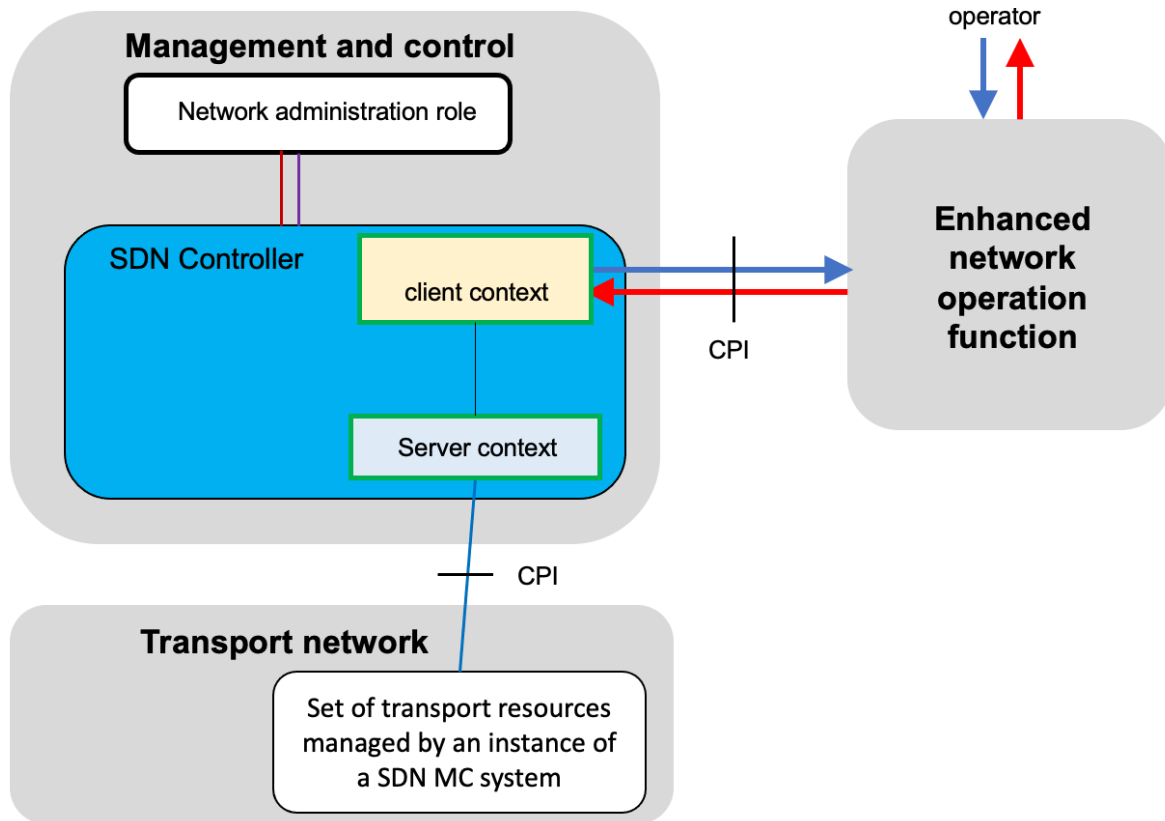 operator
Management and control
Network administration role
SDN Controller
client context
Server context
CPI
Enhanced
network
operation
function
CPI
Transport network
Set of transport resources
managed by an instance of
a SDN MC system